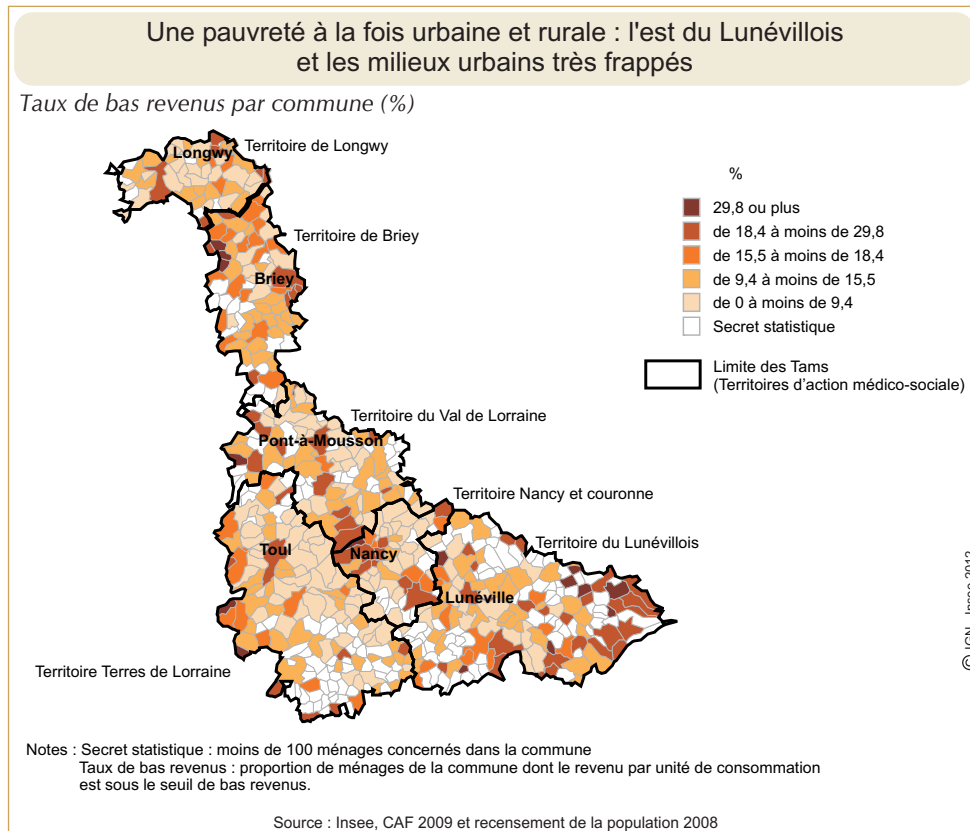 Une pauvreté à la fois urbaine et rurale : l'est du Lunévillois
et les milieux urbains très frappés
Taux de bas revenus par commune (%)
Longwy
Territoire de Longwy
%
29,8 ou plus
de 18,4 à moins de 29,8
de 15,5 à moins de 18,4
de 9,4 à moins de 15,5
de 0 à moins de 9,4
Secret statistique
Limite des Tams
(Territoires d'action médico-sociale)
Territoire de Briey
Briey
Territoire du Val de Lorraine
Pont-à-Mousson
Territoire Nancy et couronne
Toul
Nancy
Territoire du Lunévillois
Lunéville
Territoire Terres de Lorraine
© IGN - Insee 2012
Notes : Secret statistique : moins de 100 ménages concernés dans la commune
Taux de bas revenus : proportion de ménages de la commune dont le revenu par unité de consommation
est sous le seuil de bas revenus.
Source : Insee, CAF 2009 et recensement de la population 2008